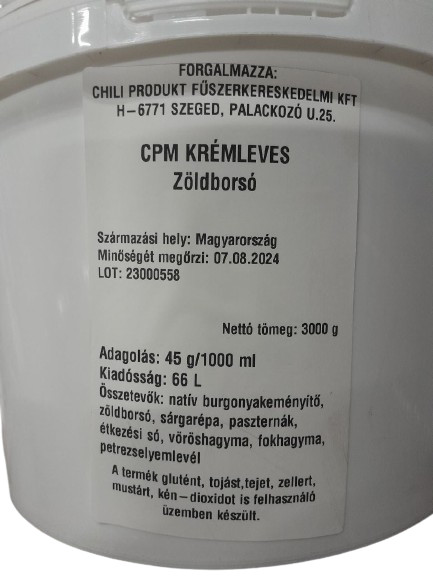 FORGALMAZZA:
CHILI PRODUKT FŰSZERKERESKEDELMI KFT
H-6771 SZEGED, PALACKOZÓ U.25.
CPM KRÉMLEVES
Zöldborsó
Származási hely: Magyarország
Minőségét megőrzi: 07.08.2024
LOT: 23000558
Nettó tömeg: 3000 g
Adagolás: 45 g/1000 ml
Kiadósság: 66 L
Összetevők: natív burgonyakeményítő,
zöldborsó, sárgarépa, paszternák,
étkezési só, vöröshagyma, fokhagyma,
petrezselyemlevél
A termék glutént, tojást,tejet, zellert,
mustárt, kén-dioxidot is felhasználó
üzemben készült.